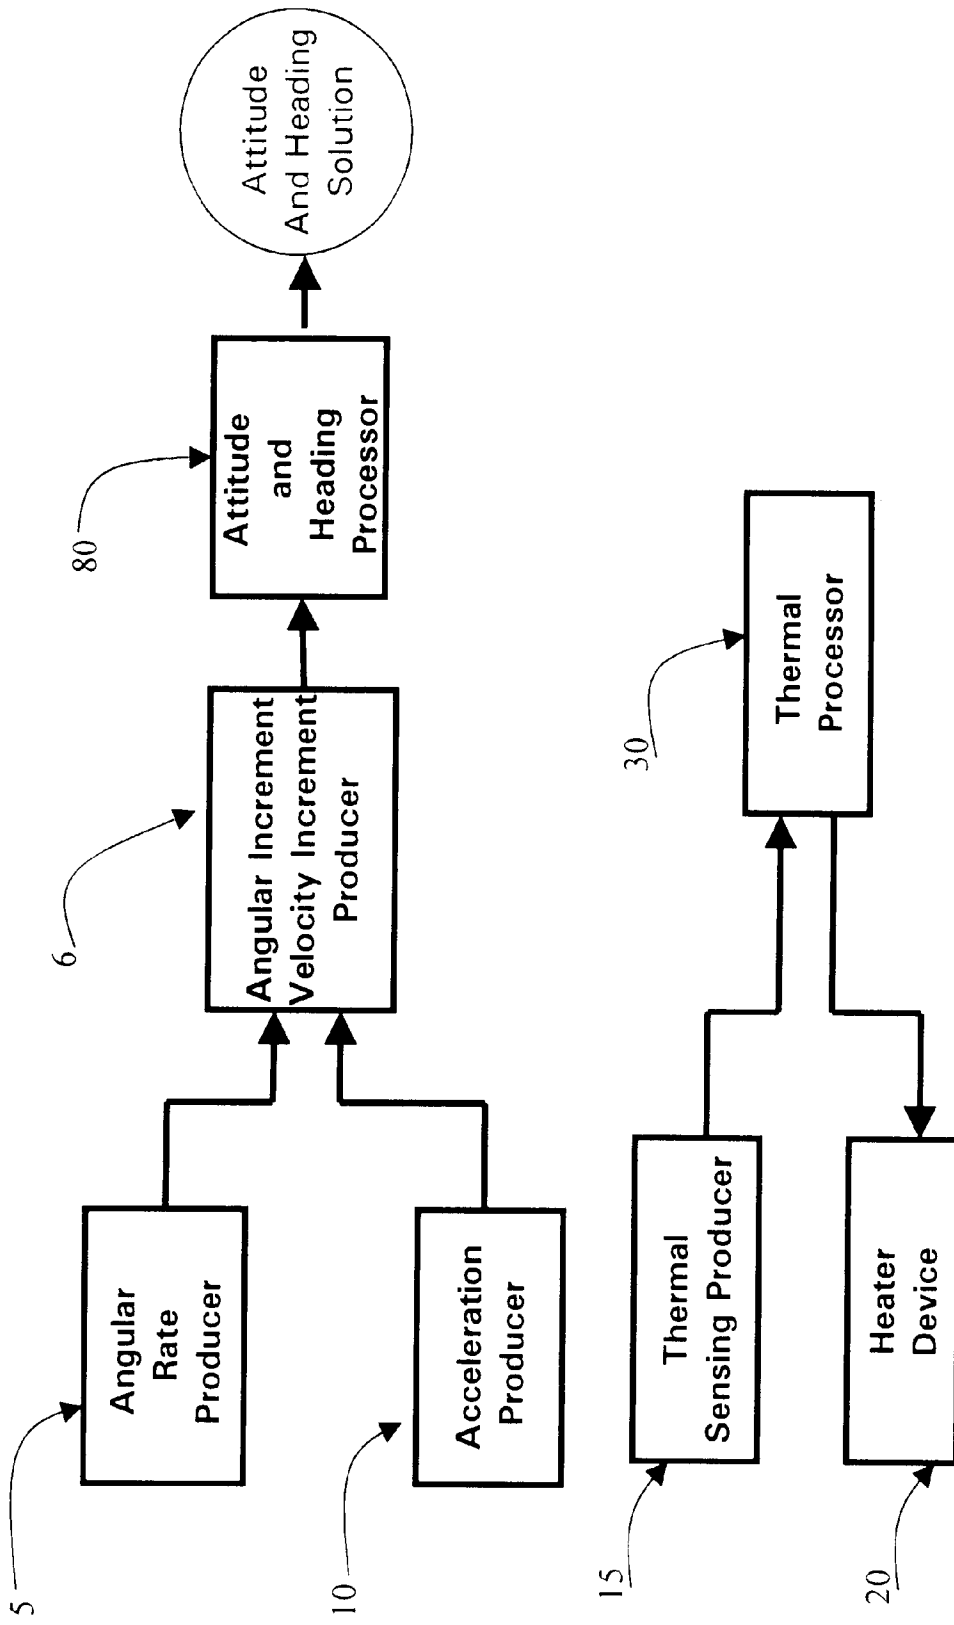 5
Angular
Rate
Producer
10
Acceleration
Producer
6
Angular Increment
Velocity Increment
Producer
80
Attitude
and
Heading
Processor
Attitude
And Heading
Solution
15
Thermal
Sensing Producer
20
Heater
Device
30
Thermal
Processor